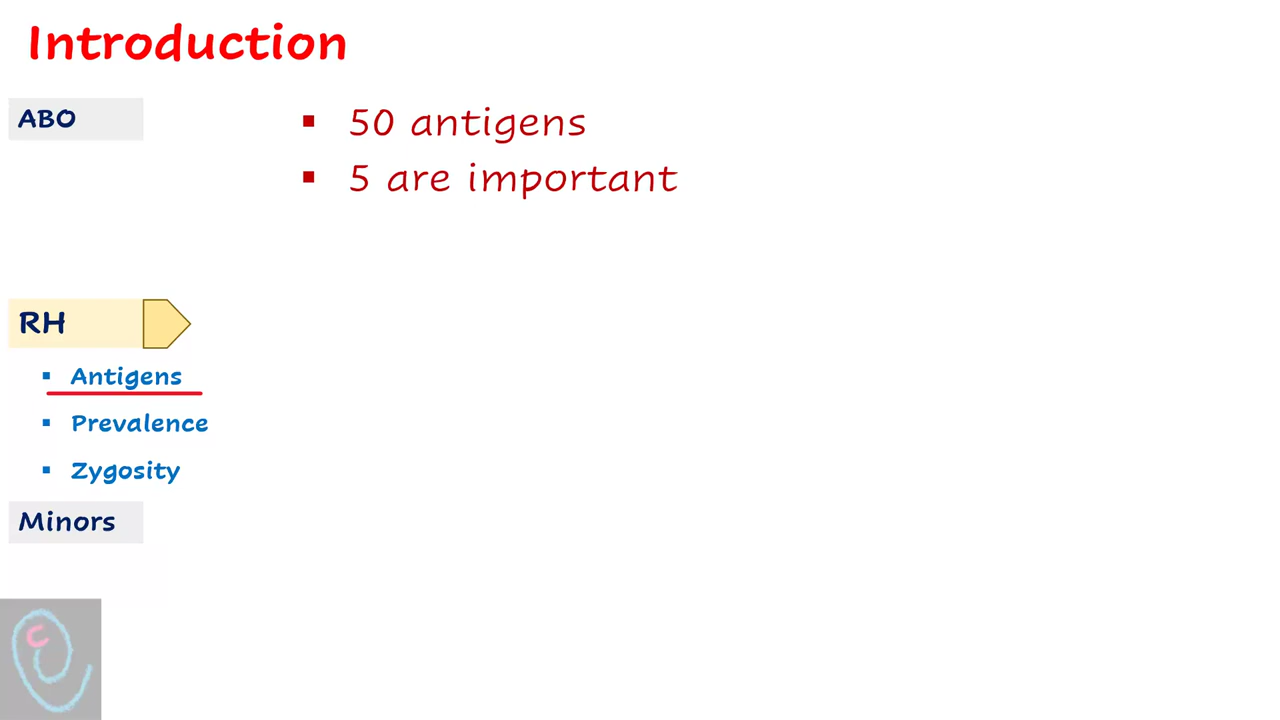 Introduction
ABO
▪ 50 antigens
▪ 5 are important
RH
▪ Antigens
▪ Prevalence
▪ Zygosity
Minors